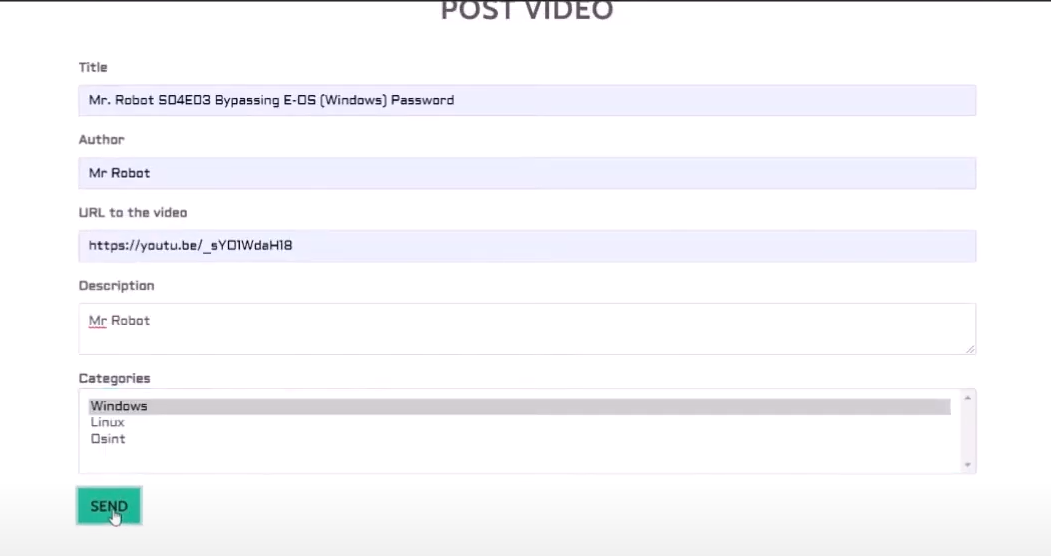 POST VIDEO
Title
Mr. Robot S04E03 Bypassing E-OS (Windows) Password
Author
Mr Robot
URL to the video
https://youtu.be/_sYO1WdaH18
Description
Mr Robot
Categories
Windows
Linux
Osint
SEND